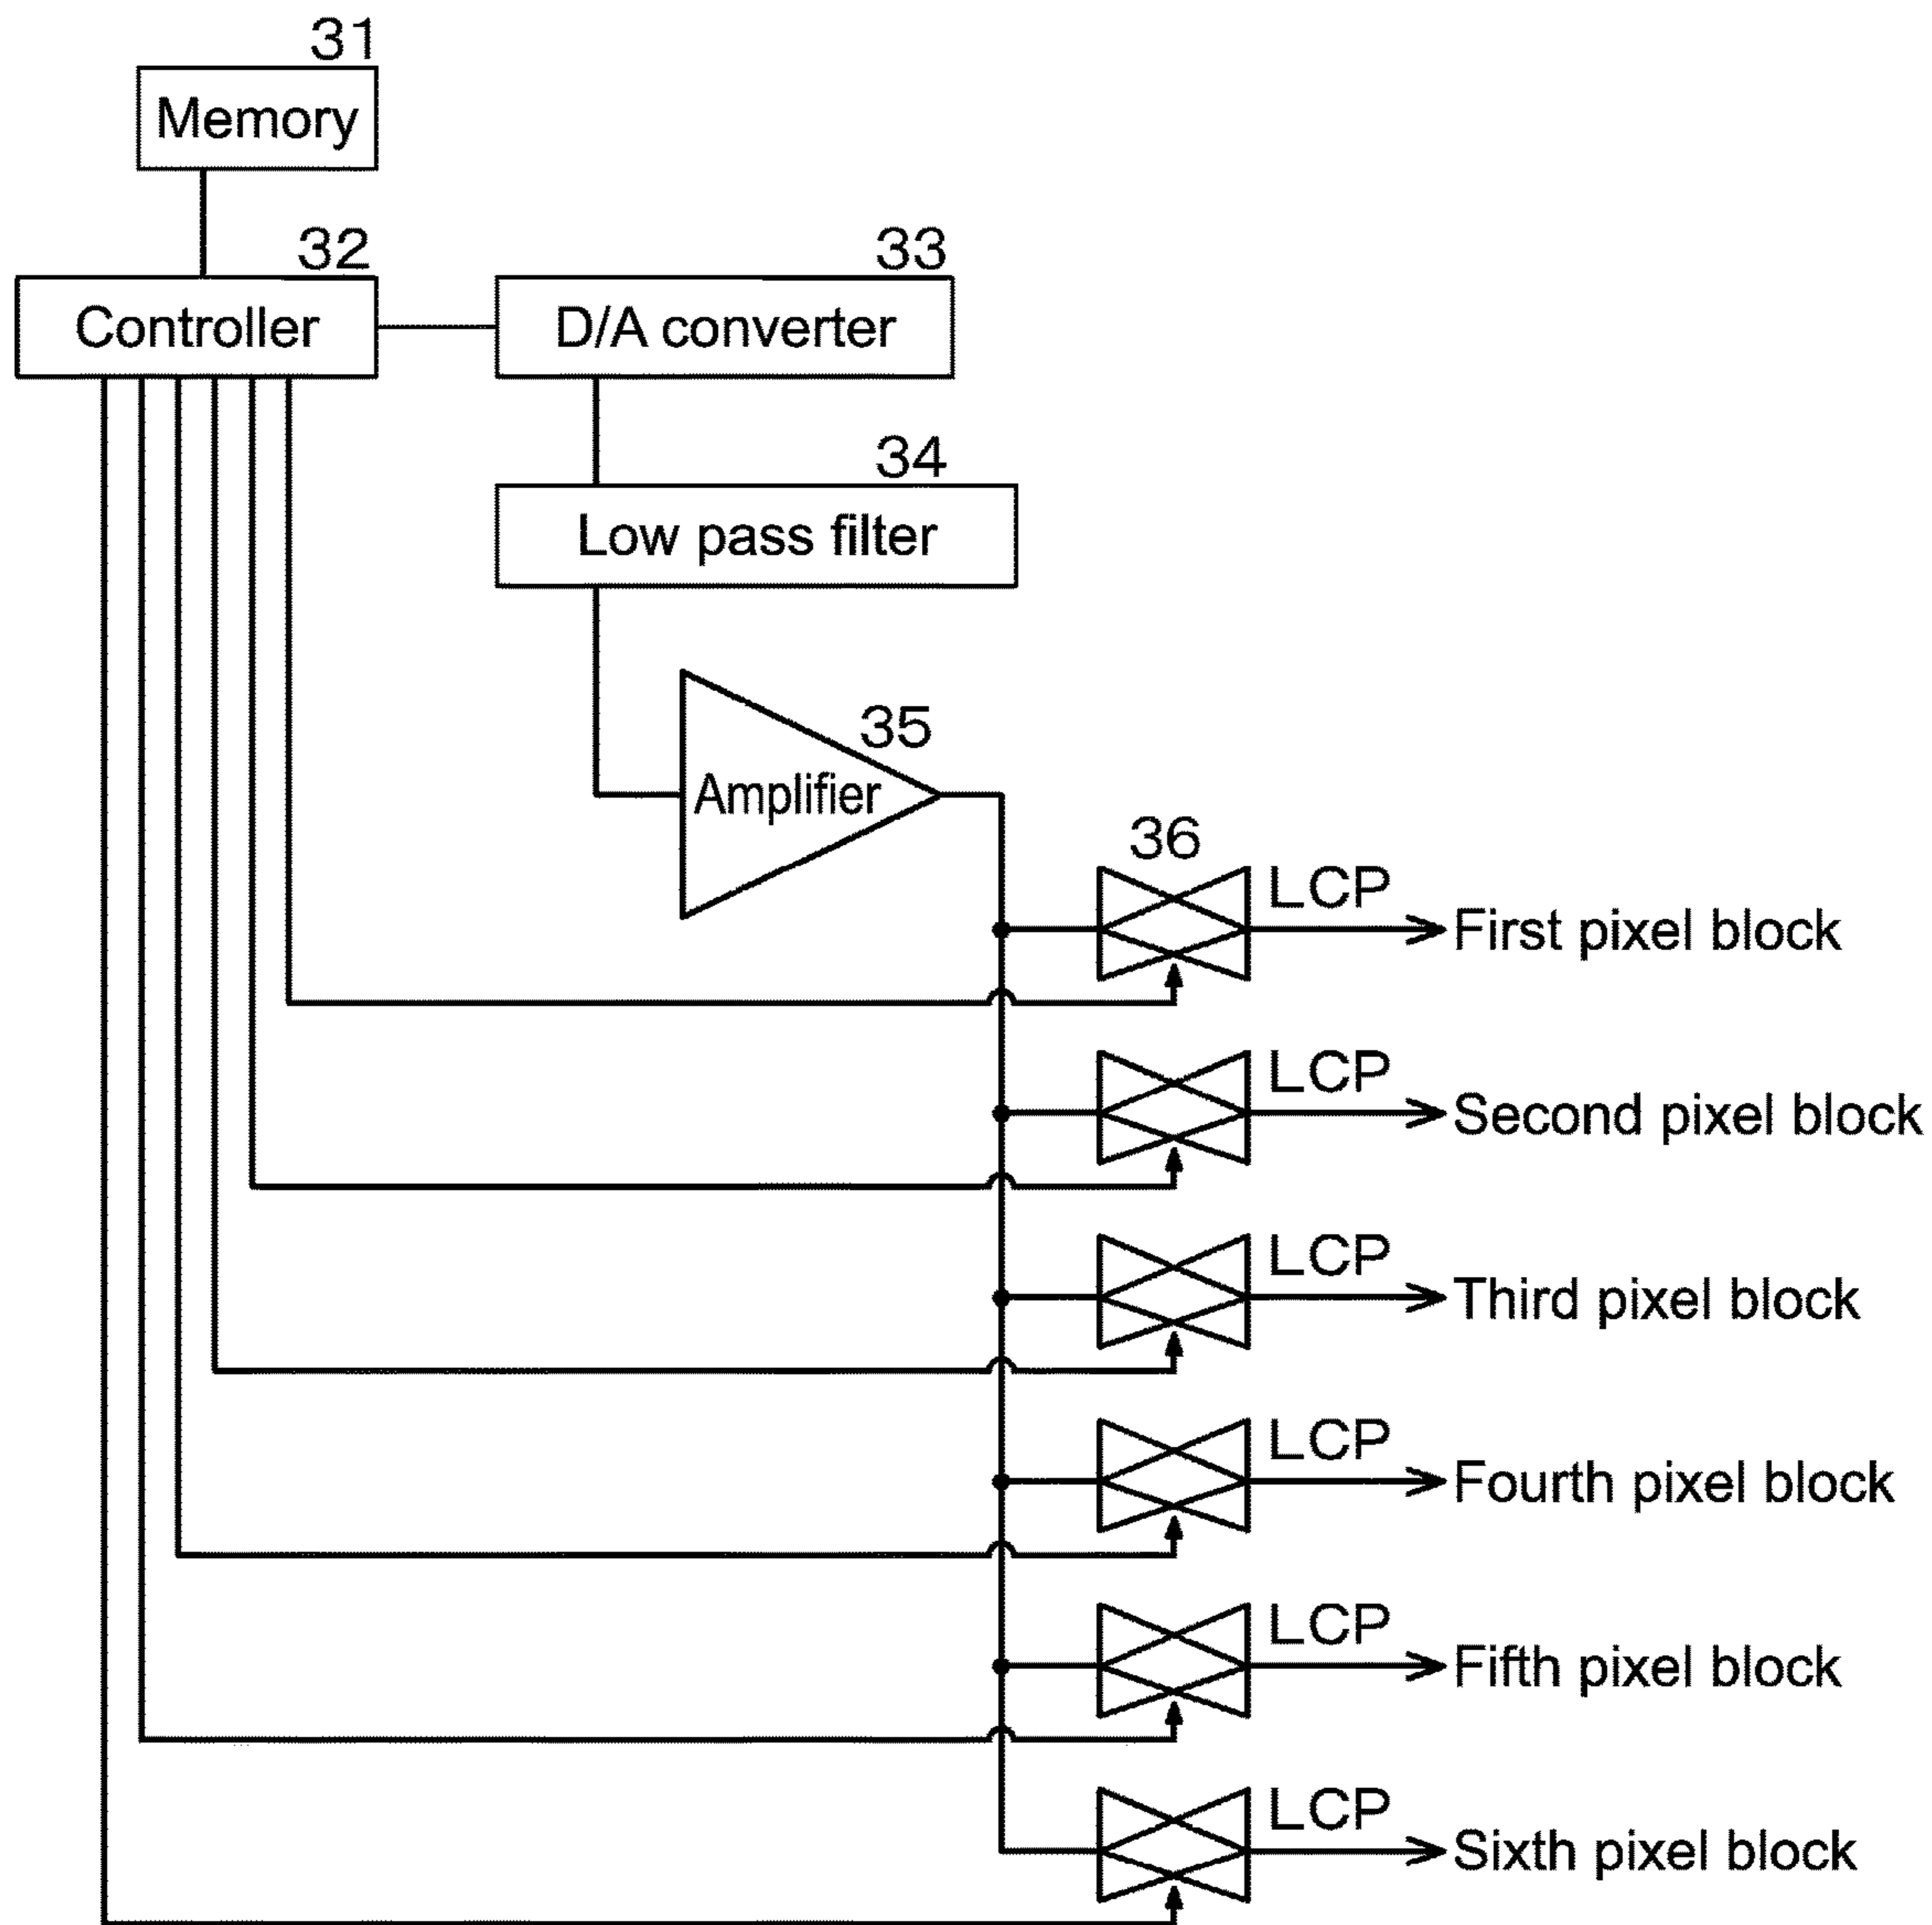 31
Memory
32
Controller
33
D/A converter
34
Low pass filter
35
Amplifier
36
LCP
First pixel block
LCP
Second pixel block
LCP
Third pixel block
LCP
Fourth pixel block
LCP
Fifth pixel block
LCP
Sixth pixel block